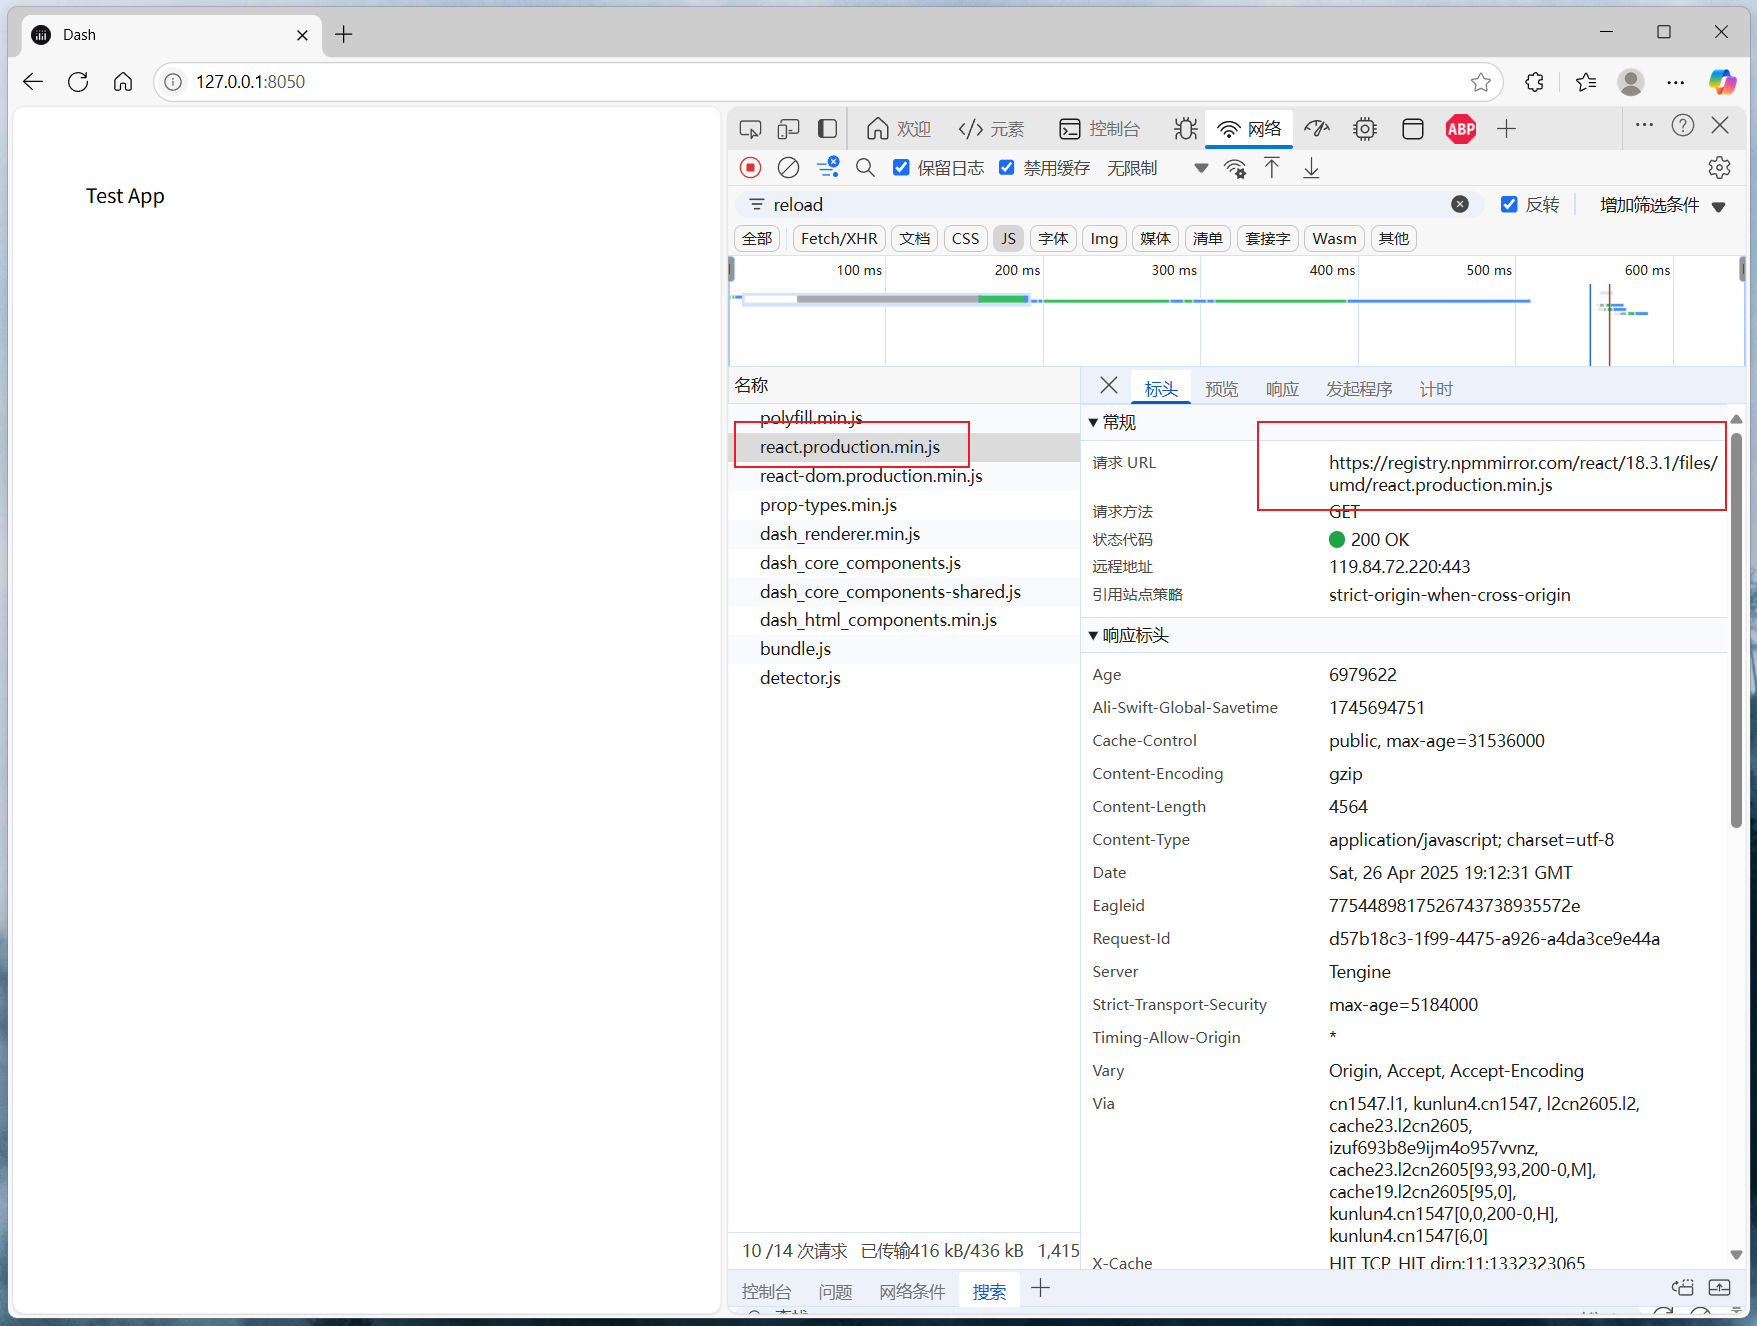 Dash
127.0.0.1:8050
Test App
欢迎
元素
控制台
网络
ABP
保留日志
禁用缓存
无限制
reload
反转
增加筛选条件
全部
Fetch/XHR
文档
CSS
JS
字体
Img
媒体
清单
套接字
Wasm
其他
100 ms
200 ms
300 ms
400 ms
500 ms
600 ms
名称
polyfill.min.js
react.production.min.js
react-dom.production.min.js
prop-types.min.js
dash_renderer.min.js
dash_core_components.js
dash_core_components-shared.js
dash_html_components.min.js
bundle.js
detector.js
10 /14 次请求 已传输416 kB/436 kB 1,415
标头
预览
响应
发起程序
计时
常规
请求 URL
https://registry.npmmirror.com/react/18.3.1/files/
umd/react.production.min.js
请求方法
GET
状态代码
200 OK
远程地址
119.84.72.220:443
引用站点策略
strict-origin-when-cross-origin
响应标头
Age
6979622
Ali-Swift-Global-Savetime
1745694751
Cache-Control
public, max-age=31536000
Content-Encoding
gzip
Content-Length
4564
Content-Type
application/javascript; charset=utf-8
Date
Sat, 26 Apr 2025 19:12:31 GMT
Eagleid
7754489817526743738935572e
Request-Id
d57b18c3-1f99-4475-a926-a4da3ce9e44a
Server
Tengine
Strict-Transport-Security
max-age=5184000
Timing-Allow-Origin
*
Vary
Origin, Accept, Accept-Encoding
Via
cn1547.l1, kunlun4.cn1547, l2cn2605.l2,
cache23.l2cn2605,
izuf693b8e9ijm4o957vvnz,
cache23.l2cn2605[93,93,200-0,M],
cache19.l2cn2605[95,0],
kunlun4.cn1547[0,0,200-0,H],
kunlun4.cn1547[6,0]
X-Cache
HIT TCP_HIT dirn:11:1332323065
控制台
问题
网络条件
搜索